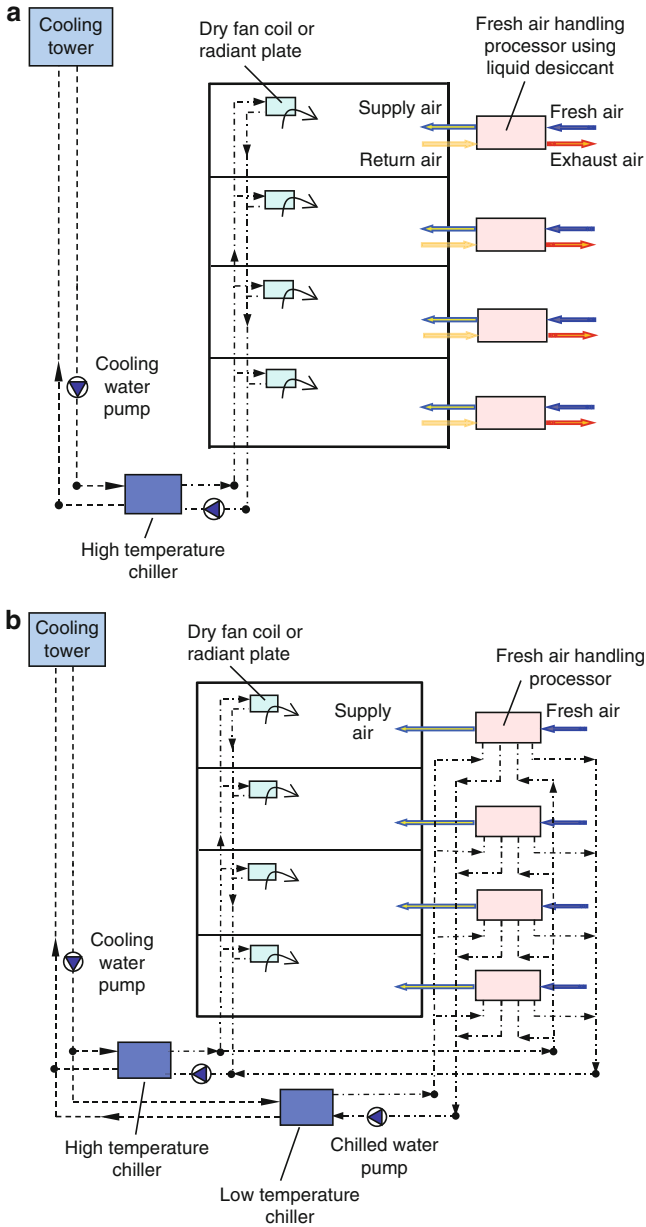 a
Cooling
tower
Dry fan coil or
radiant plate
Fresh air handling
processor using
liquid desiccant
Supply air
Fresh air
Return air
Exhaust air
Cooling
water
pump
High temperature
chiller
b
Cooling
tower
Dry fan coil or
radiant plate
Fresh air handling
processor
Supply
air
Fresh air
Cooling
water
pump
High temperature
chiller
Chilled water
pump
Low temperature
chiller